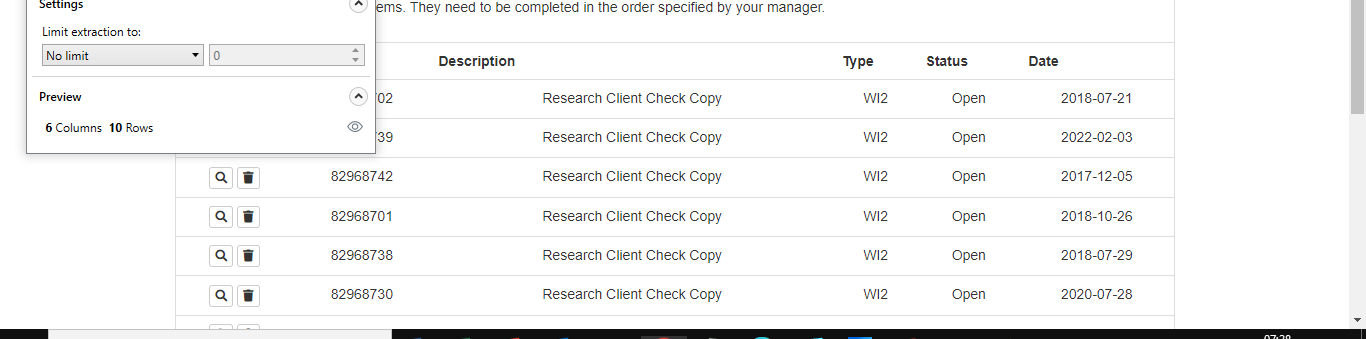 Settings
ems. They need to be completed in the order specified by your manager.
Limit extraction to:
No limit 0
Description Type Status Date
Preview
702 Research Client Check Copy WI2 Open 2018-07-21
6 Columns 10 Rows
739 Research Client Check Copy WI2 Open 2022-02-03
82968742 Research Client Check Copy WI2 Open 2017-12-05
82968701 Research Client Check Copy WI2 Open 2018-10-26
82968738 Research Client Check Copy WI2 Open 2018-07-29
82968730 Research Client Check Copy WI2 Open 2020-07-28